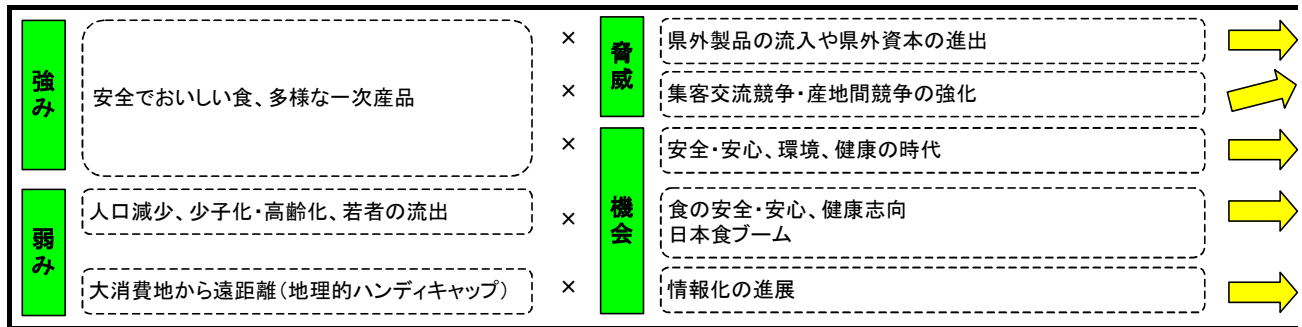 強み
安全でおいしい食、多様な一次産品
×
脅威
県外製品の流入や県外資本の進出
×
集客交流競争・産地間競争の強化
×
機会
安全・安心、環境、健康の時代
弱み
人口減少、少子化・高齢化、若者の流出
×
食の安全・安心、健康志向
日本食ブーム
大消費地から遠距離（地理的ハンディキャップ）
×
情報化の進展